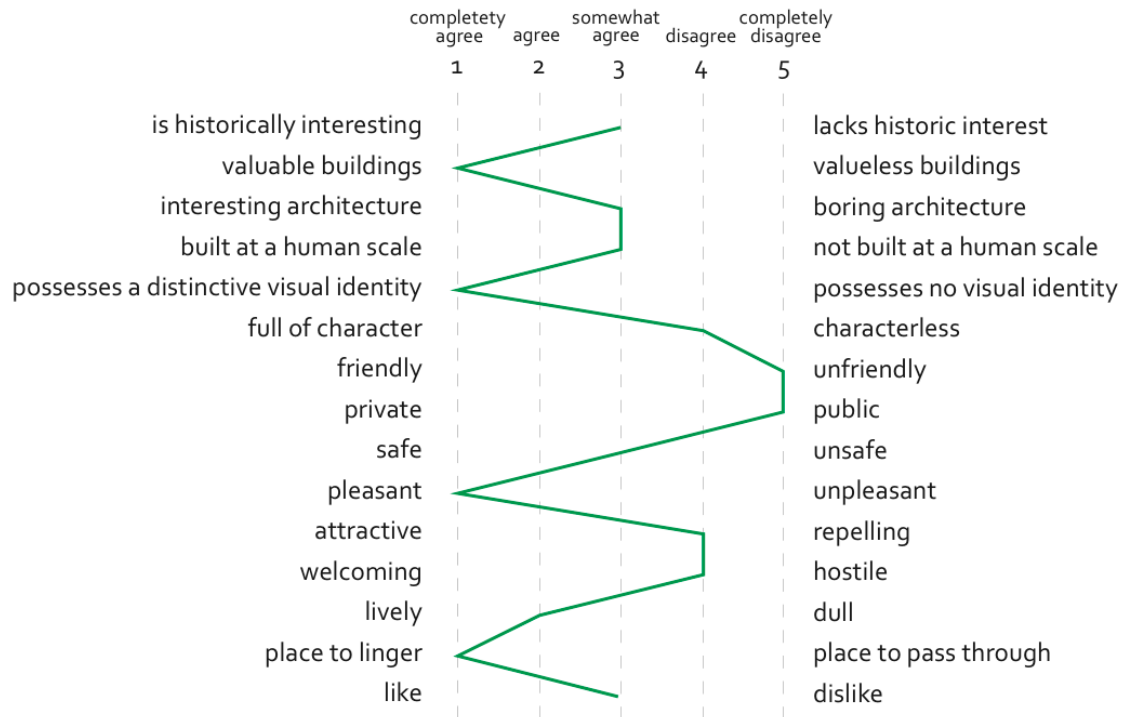 completety agree
agree
somewhat agree
disagree
completely disagree
1 2 3 4 5
is historically interesting lacks historic interest
valuable buildings valueless buildings
interesting architecture boring architecture
built at a human scale not built at a human scale
possesses a distinctive visual identity possesses no visual identity
full of character characterless
friendly unfriendly
private public
safe unsafe
pleasant unpleasant
attractive repelling
welcoming hostile
lively dull
place to linger place to pass through
like dislike